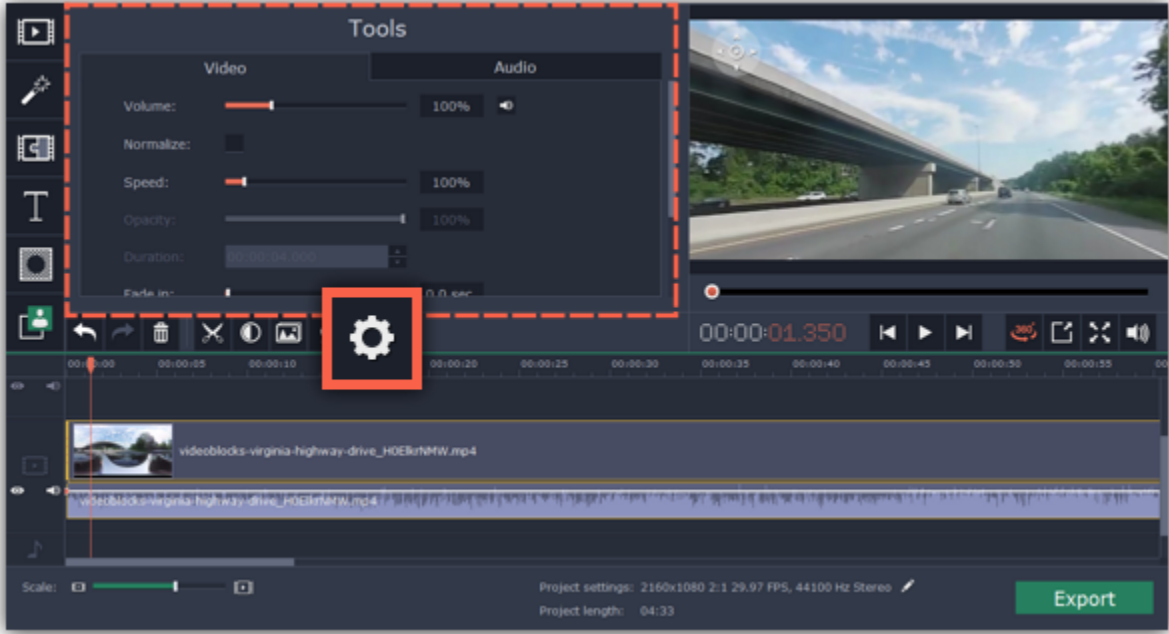 Tools
Video Audio
Volume: 100%
Normalize:
Speed: 100%
Opacity: 100%
Duration: 00:00:04.000
Fade in: 0.0 sec
T
00:00:01.350
360°
00:00:00 00:00:05 00:00:10 00:00:20 00:00:25 00:00:30 00:00:35 00:00:40 00:00:45 00:00:50 00:00:55
videoblocks-virginia-highway-drive_H0ElkrNMW.mp4
videoblocks-virginia-highway-drive_H0ElkrNMW.mp4
Scale:
Project settings: 2160x1080 2:1 29.97 FPS, 44100 Hz Stereo
Project length: 04:33
Export